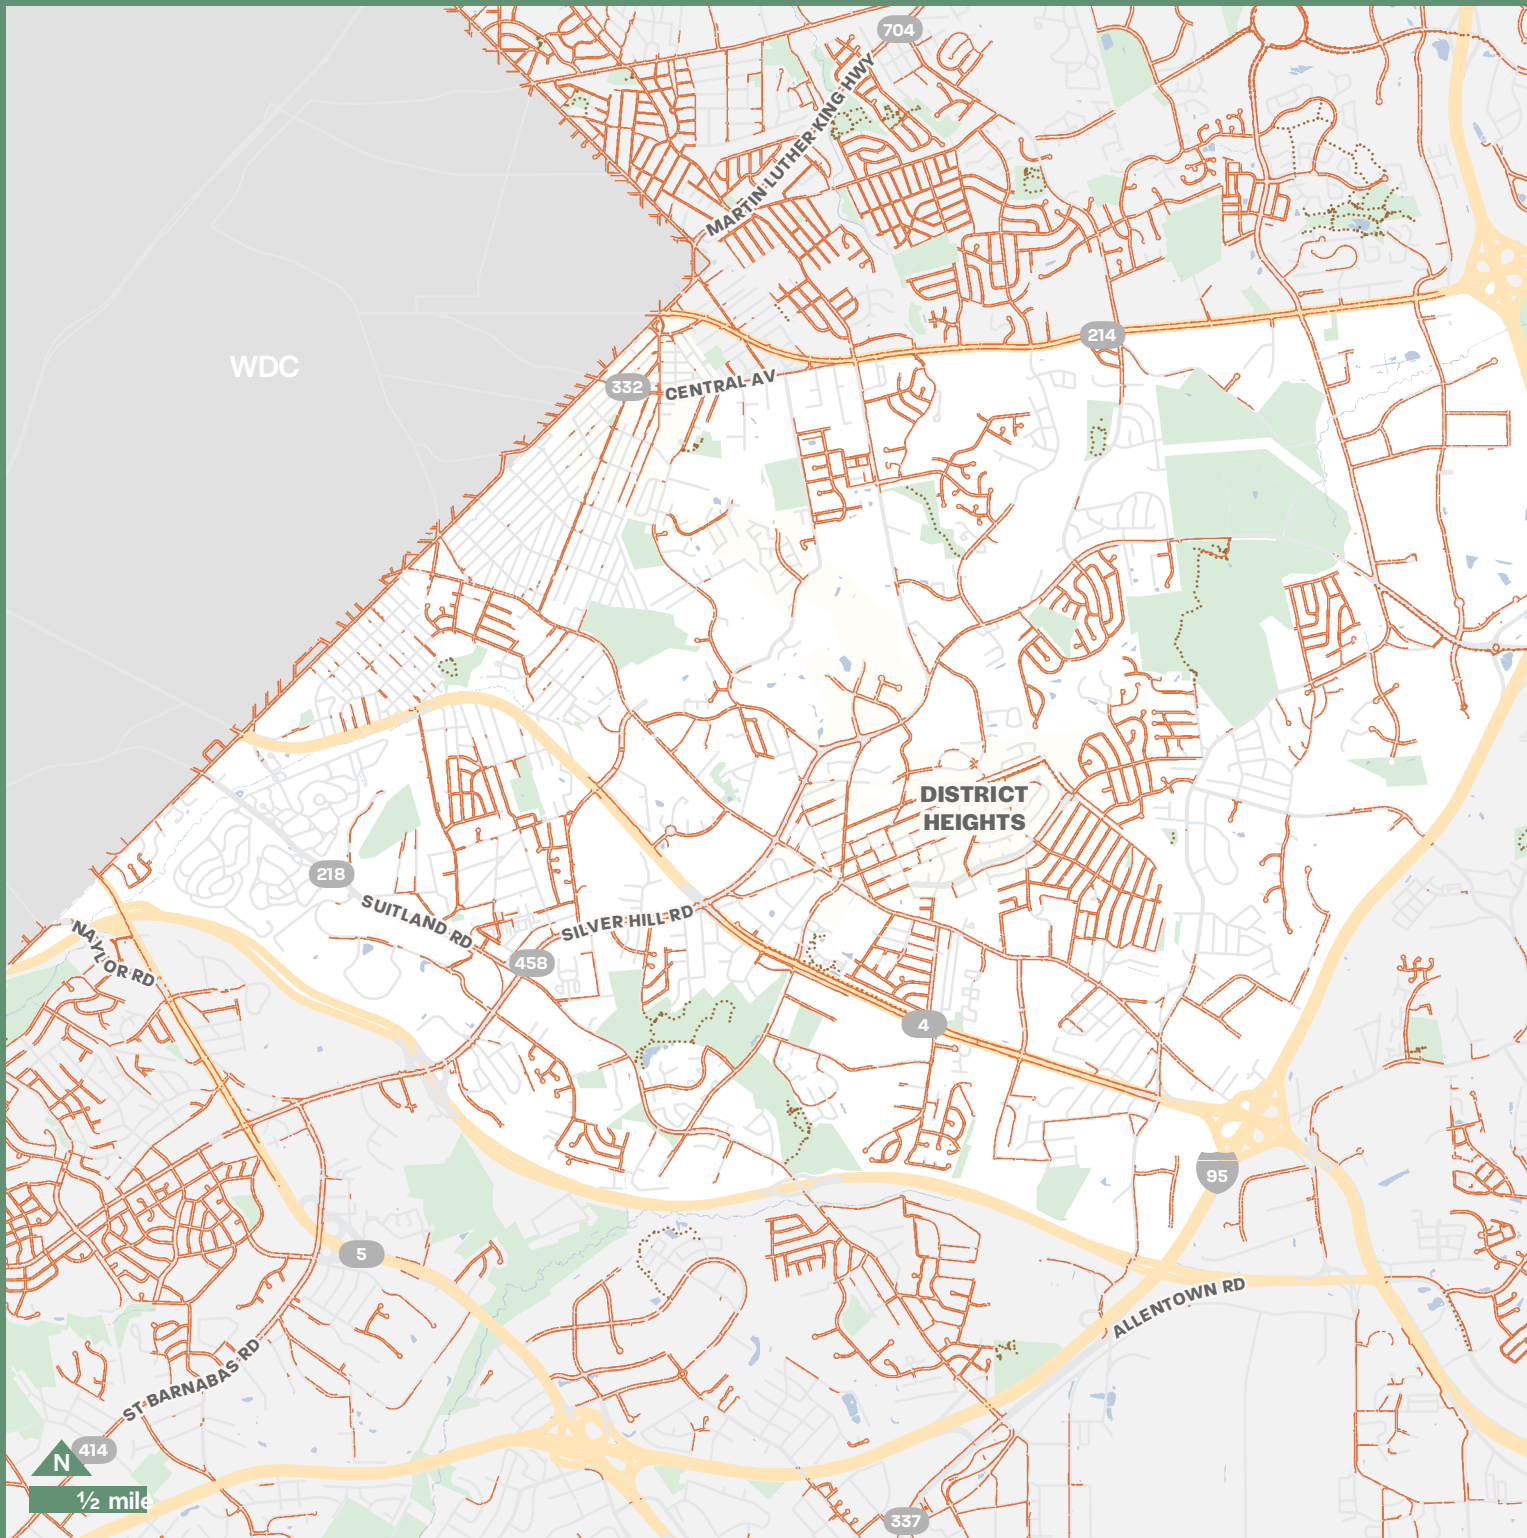 704
MARTIN LUTHER KING HWY
214
WDC
332
CENTRAL AV
DISTRICT
HEIGHTS
218
SUITLAND RD
SILVER HILL RD
NAYLOR RD
458
4
95
5
ALLENTOWN RD
ST BARNABAS RD
414
N
½ mile
337